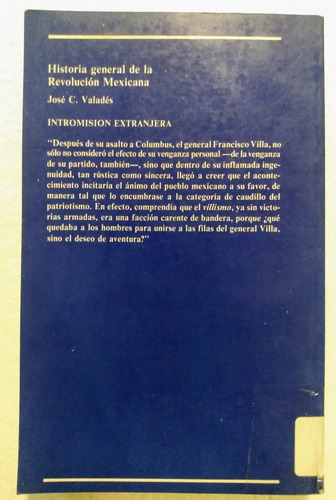 Historia general de la
Revolución Mexicana
José C. Valadés
INTROMISION EXTRANJERA
"Después de su asalto a Columbus, el general Francisco Villa, no
sólo no consideró el efecto de su venganza personal —de la venganza
de su partido, también—, sino que dentro de su inflamada inge-
nuidad, tan rústica como sincera, llegó a creer que el aconte-
cimiento incitaría el ánimo del pueblo mexicano a su favor, de
manera tal que lo encumbrase a la categoría de caudillo del
patriotismo. En efecto, comprendía que el villismo, ya sin victo-
rias armadas, era una facción carente de bandera, porque ¿qué
quedaba a los hombres para unirse a las filas del general Villa,
sino el deseo de aventura?"